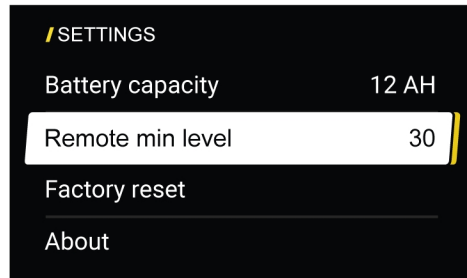 SETTINGS
Battery capacity 12 AH
Remote min level 30
Factory reset
About